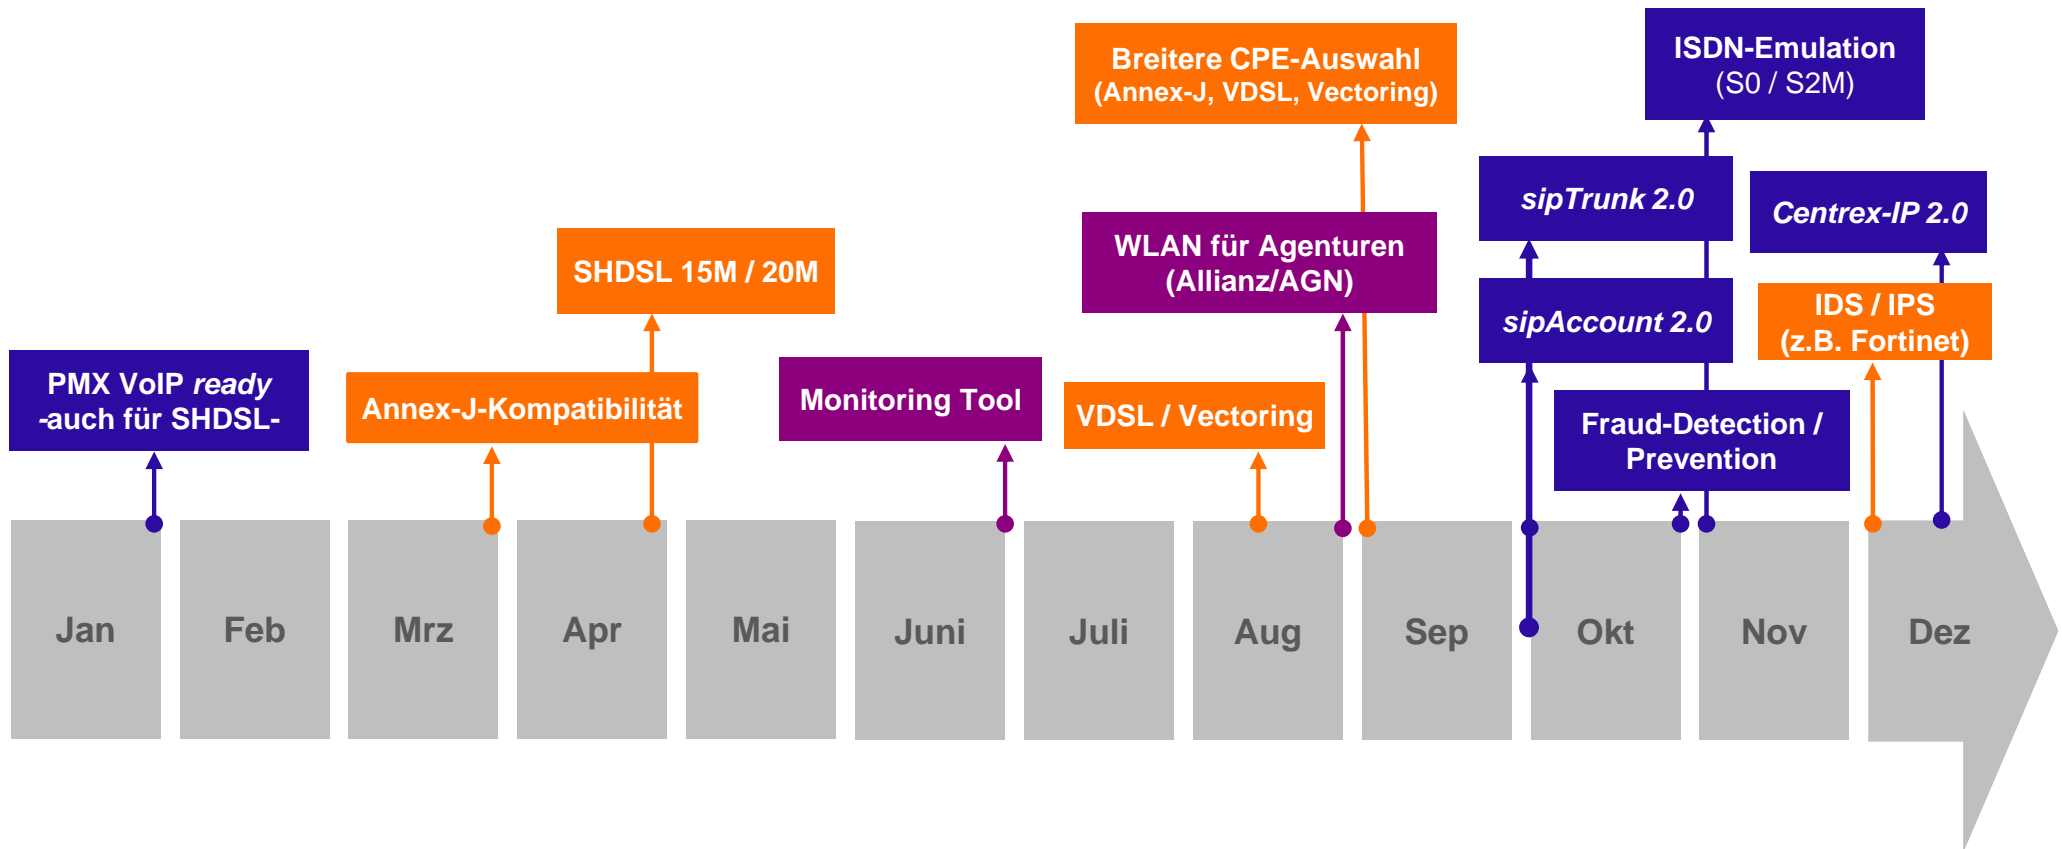 Breitere CPE-Auswahl
(Annex-J, VDSL, Vectoring)
ISDN-Emulation
(S0 / S2M)
sipTrunk 2.0
Centrex-IP 2.0
SHDSL 15M / 20M
WLAN für Agenturen
(Allianz/AGN)
sipAccount 2.0
IDS / IPS
(z.B. Fortinet)
PMX VoIP ready
-auch für SHDSL-
Annex-J-Kompatibilität
Monitoring Tool
VDSL / Vectoring
Fraud-Detection /
Prevention
Jan
Feb
Mrz
Apr
Mai
Juni
Juli
Aug
Sep
Okt
Nov
Dez